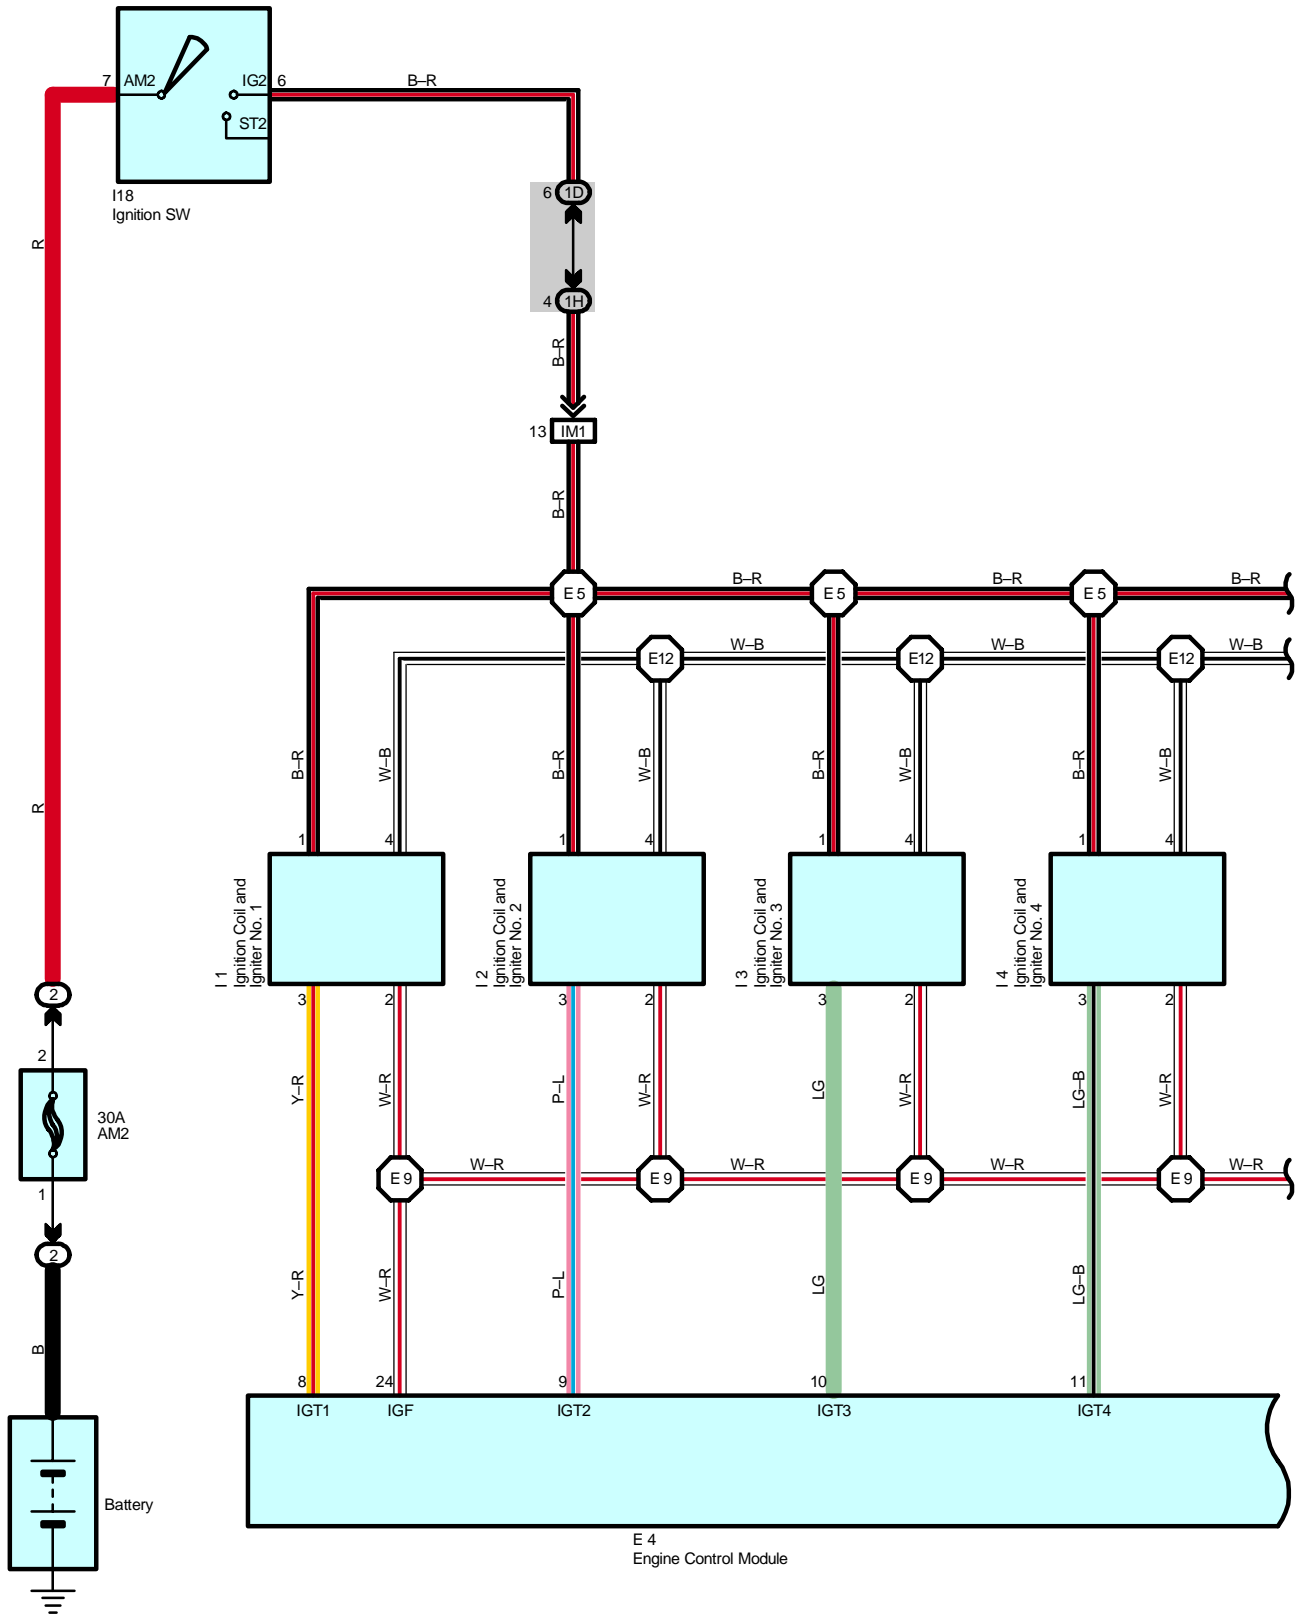 7 AM2 IG2 6 B–R
ST2
I18
Ignition SW
R
6 1D
4 1H
B–R
13 IM1
B–R
E 5 B–R E 5 B–R E 5 B–R
E12 W–B E12 W–B E12 W–B
R
B–R W–B B–R W–B B–R W–B B–R W–B
1 4 1 4 1 4 1 4
I 1
Ignition Coil and
Igniter No. 1
I 2
Ignition Coil and
Igniter No. 2
I 3
Ignition Coil and
Igniter No. 3
I 4
Ignition Coil and
Igniter No. 4
3 2 3 2 3 2 3 2
2
2
30A
AM2
1
2
Y–R W–R P–L W–R LG W–R LG–B W–R
E 9 W–R E 9 W–R E 9 W–R E 9 W–R
Y–R W–R P–L LG LG–B
B
8 24 9 10 11
IGT1 IGF IGT2 IGT3 IGT4
Battery
E 4
Engine Control Module